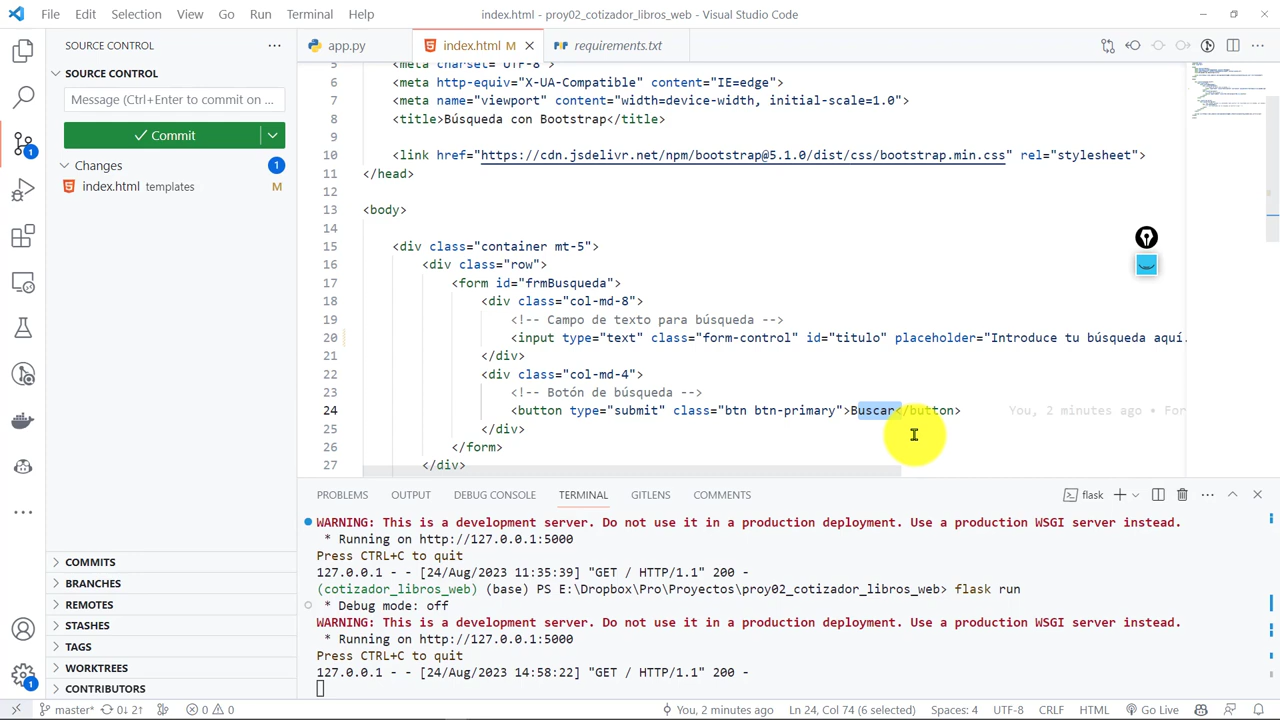 File Edit Selection View Go Run Terminal Help
index.html - proy02_cotizador_libros_web - Visual Studio Code
SOURCE CONTROL
app.py
index.html M
requirements.txt
SOURCE CONTROL
Message (Ctrl+Enter to commit on ...
Commit
Changes
1
index.html templates
M
1
5 <meta charset="UTF-8"
6 <meta http-equiv="X-UA-Compatible" content="IE=edge">
7 <meta name="viewport" content="width=device-width, initial-scale=1.0">
8 <title>Búsqueda con Bootstrap</title>
9
10 <link href="https://cdn.jsdelivr.net/npm/bootstrap@5.1.0/dist/css/bootstrap.min.css" rel="stylesheet">
11 </head>
12
13 <body>
14
15 <div class="container mt-5">
16 <div class="row">
17 <form id="frmBusqueda">
18 <div class="col-md-8">
19 <!-- Campo de texto para búsqueda -->
20 <input type="text" class="form-control" id="titulo" placeholder="Introduce tu búsqueda aquí.
21 </div>
22 <div class="col-md-4">
23 <!-- Botón de búsqueda -->
24 <button type="submit" class="btn btn-primary">Buscar</button> You, 2 minutes ago • For
25 </div>
26 </form>
27 </div>
PROBLEMS OUTPUT DEBUG CONSOLE TERMINAL GITLENS COMMENTS
flask
WARNING: This is a development server. Do not use it in a production deployment. Use a production WSGI server instead.
* Running on http://127.0.0.1:5000
Press CTRL+C to quit
127.0.0.1 - - [24/Aug/2023 11:35:39] "GET / HTTP/1.1" 200 -
(cotizador_libros_web) (base) PS E:\Dropbox\Pro\Proyectos\proy02_cotizador_libros_web> flask run
* Debug mode: off
WARNING: This is a development server. Do not use it in a production deployment. Use a production WSGI server instead.
* Running on http://127.0.0.1:5000
Press CTRL+C to quit
127.0.0.1 - - [24/Aug/2023 14:58:22] "GET / HTTP/1.1" 200 -
COMMITS
BRANCHES
REMOTES
STASHES
TAGS
WORKTREES
CONTRIBUTORS
1
master* 0↓ 2↑ 0 0 You, 2 minutes ago Ln 24, Col 74 (6 selected) Spaces: 4 UTF-8 CRLF HTML Go Live